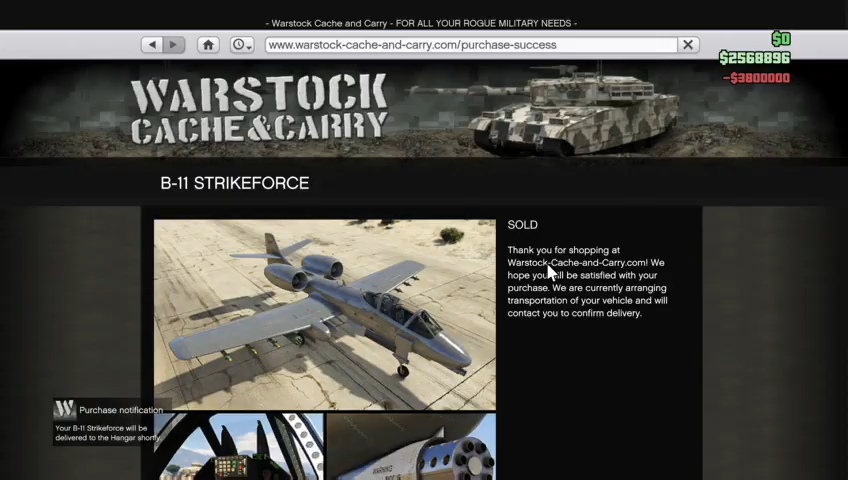 - Warstock Cache and Carry - FOR ALL YOUR ROGUE MILITARY NEEDS -
www.warstock-cache-and-carry.com/purchase-success
$0
$2568896
-$3800000
WARSTOCK
CACHE&CARRY
B-11 STRIKEFORCE
SOLD
Thank you for shopping at
Warstock-Cache-and-Carry.com! We
hope you will be satisfied with your
purchase. We are currently arranging
transportation of your vehicle and will
contact you to confirm delivery.
W
Purchase notification
Your B-11 Strikeforce will be
delivered to the Hangar shortly.
WARNING